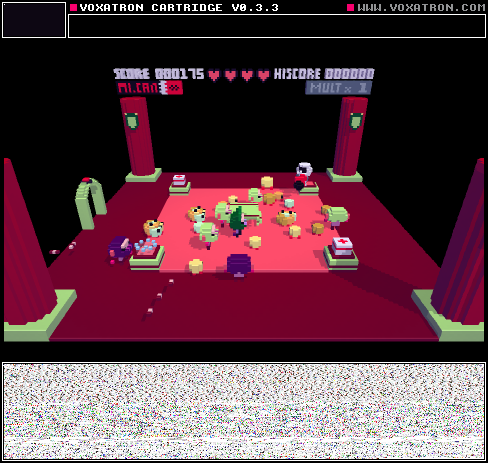 VOXATRON CARTRIDGE V0.3.3
WWW.VOXATRON.COM
SCORE 000175
HISCORE 000000
MULT× 1